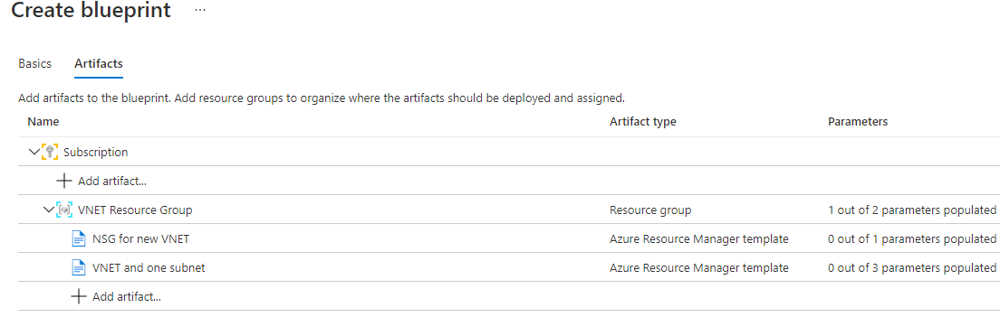 Create blueprint ...
Basics Artifacts
Add artifacts to the blueprint. Add resource groups to organize where the artifacts should be deployed and assigned.
Name Artifact type Parameters
Subscription
Add artifact...
VNET Resource Group Resource group 1 out of 2 parameters populated
NSG for new VNET Azure Resource Manager template 0 out of 1 parameters populated
VNET and one subnet Azure Resource Manager template 0 out of 3 parameters populated
Add artifact...